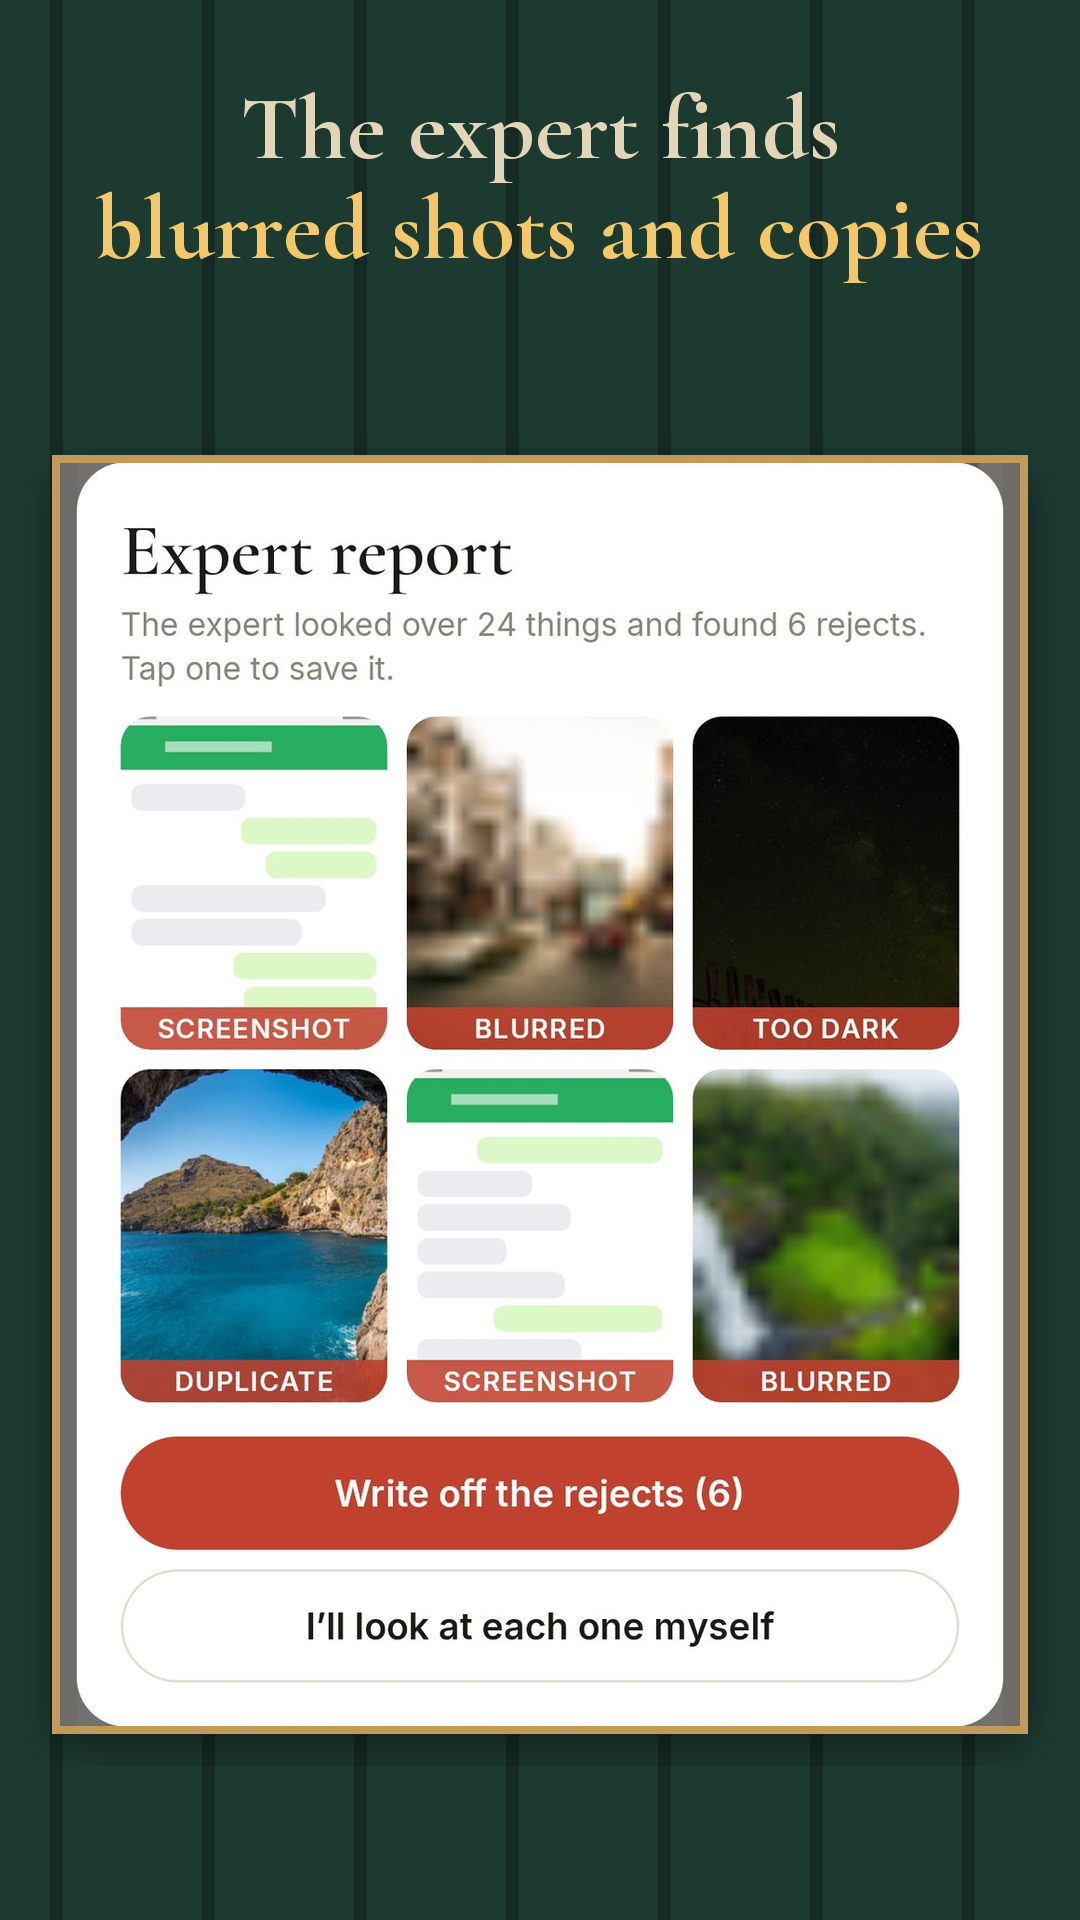 The expert finds
blurred shots and copies
Expert report
The expert looked over 24 things and found 6 rejects.
Tap one to save it.
SCREENSHOT
BLURRED
TOO DARK
DUPLICATE
SCREENSHOT
BLURRED
Write off the rejects (6)
I’ll look at each one myself